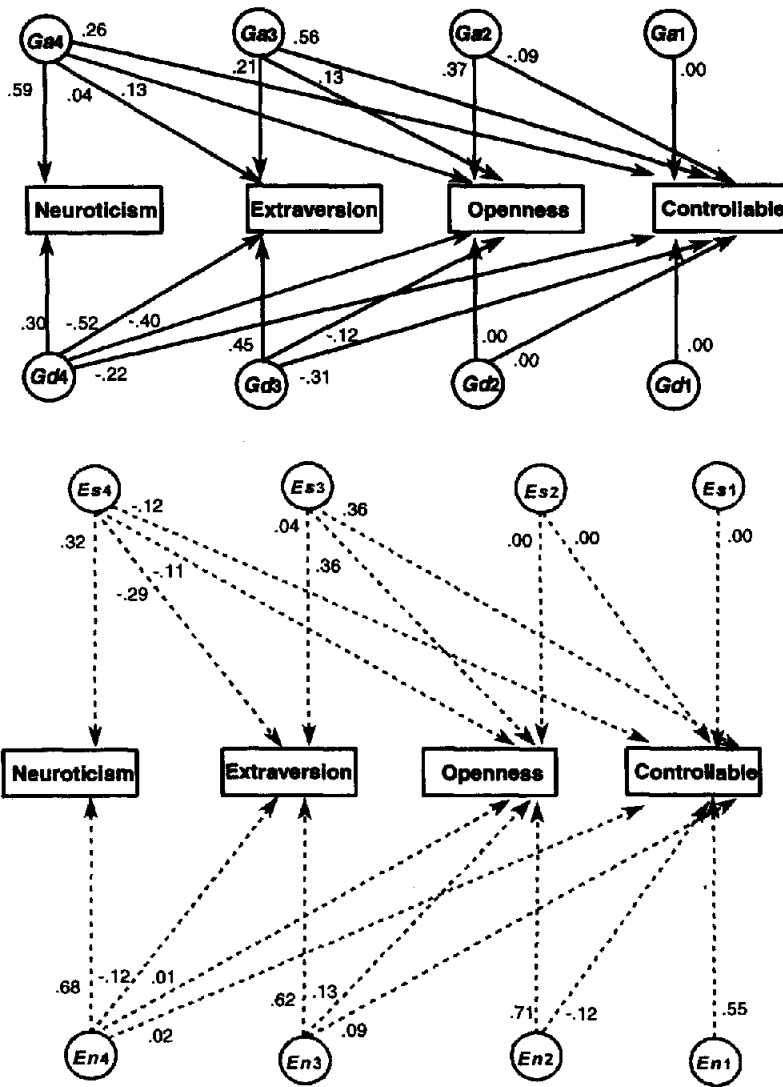 Ga4 .26 Ga3 .56 Ga2 -.09 Ga1
.59 .04 .13 .21 .13 .37 .00
Neuroticism Extraversion Openness Controllable
.30 -.52 -.40 .45 -.12 .00 .00
Gd4 -.22 Gd3 -.31 Gd2 .00 Gd1
Es4 -.12 Es3 .36 Es2 Es1
.32 .04 .00 .00 .00
-.11 .36
-.29
Neuroticism Extraversion Openness Controllable
.68 -.12 .01 .62 .13 .71 -.12 .55
En4 .02 En3 .09 En2 En1